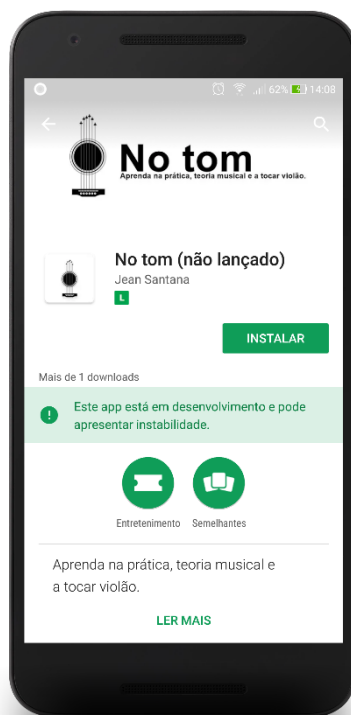 62% 14:08
No tom
Aprenda na prática, teoria musical e a tocar violão.
No tom (não lançado)
Jean Santana
L
INSTALAR
Mais de 1 downloads
Este app está em desenvolvimento e pode
apresentar instabilidade.
Entretenimento Semelhantes
Aprenda na prática, teoria musical e
a tocar violão.
LER MAIS